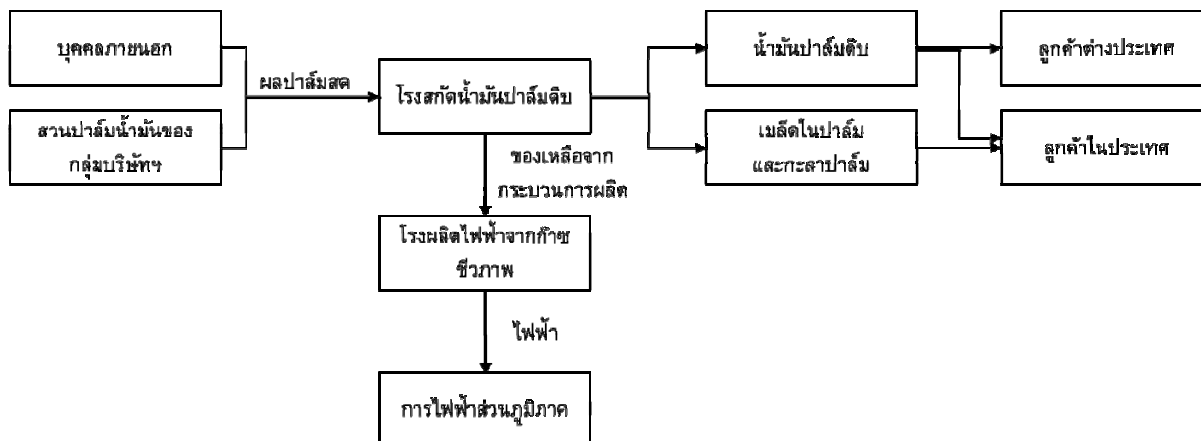 บุคคลภายนอก
สวนปาล์มน้ำมันของ
กลุ่มบริษัทฯ
ผลปาล์มสด
โรงสกัดน้ำมันปาล์มดิบ
น้ำมันปาล์มดิบ
ลูกค้าต่างประเทศ
เมล็ดในปาล์ม
และกะลาปาล์ม
ลูกค้าในประเทศ
ของเหลือจาก
กระบวนการผลิต
โรงผลิตไฟฟ้าจากก๊าซ
ชีวภาพ
ไฟฟ้า
การไฟฟ้าส่วนภูมิภาค